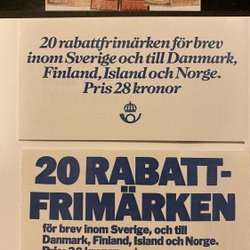 20 rabattfrimärken för brev
inom Sverige och till Danmark,
Finland, Island och Norge.
Pris 28 kronor
20 RABATT-
FRIMÄRKEN
för brev inom Sverige, och till
Danmark, Finland, Island och Norge.